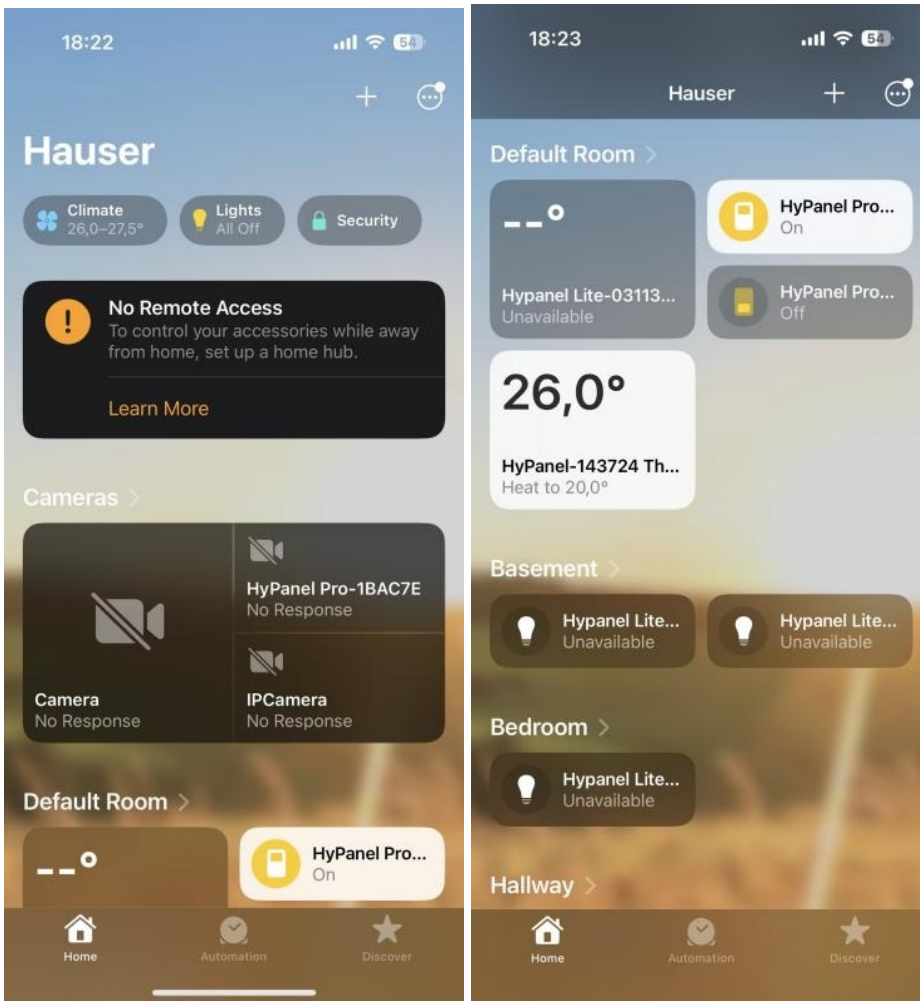 18:22
54
Hauser
Climate
26,0–27,5°
Lights
All Off
Security
No Remote Access
To control your accessories while away
from home, set up a home hub.
Learn More
Cameras
Camera
No Response
HyPanel Pro-1BAC7E
No Response
IPCamera
No Response
Default Room
--°
HyPanel Pro...
On
Home
Automation
Discover
18:23
54
Hauser
Default Room
--°
Hypanel Lite-03113...
Unavailable
HyPanel Pro...
On
HyPanel Pro...
Off
26,0°
HyPanel-143724 Th...
Heat to 20,0°
Basement
Hypanel Lite...
Unavailable
Hypanel Lite...
Unavailable
Bedroom
Hypanel Lite...
Unavailable
Hallway
Home
Automation
Discover